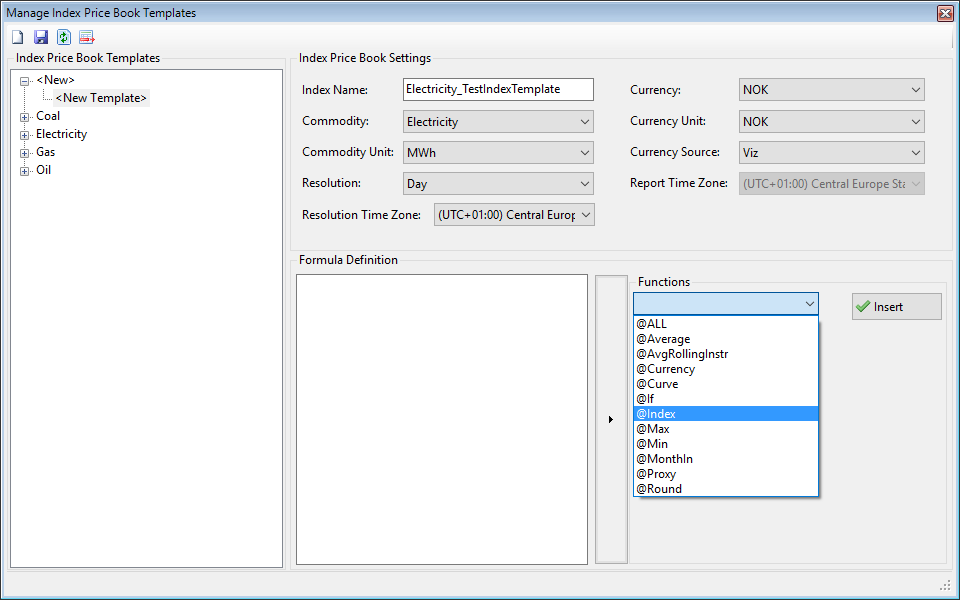 Manage Index Price Book Templates
Index Price Book Templates
<New>
<New Template>
Coal
Electricity
Gas
Oil
Index Price Book Settings
Index Name: Electricity_TestIndexTemplate
Commodity: Electricity
Commodity Unit: MWh
Resolution: Day
Resolution Time Zone: (UTC+01:00) Central Europ
Currency: NOK
Currency Unit: NOK
Currency Source: Viz
Report Time Zone: (UTC+01:00) Central Europe Sta
Formula Definition
Functions
Insert
@ALL
@Average
@AvgRollingInstr
@Currency
@Curve
@If
@Index
@Max
@Min
@MonthIn
@Proxy
@Round